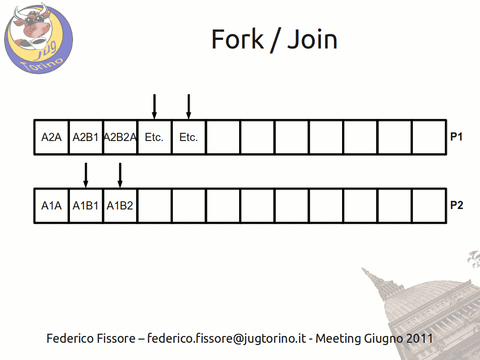 jug
Torino
Fork / Join
A2A A2B1 A2B2A Etc. Etc. P1
A1A A1B1 A1B2 P2
Federico Fissore – federico.fissore@jugtorino.it - Meeting Giugno 2011